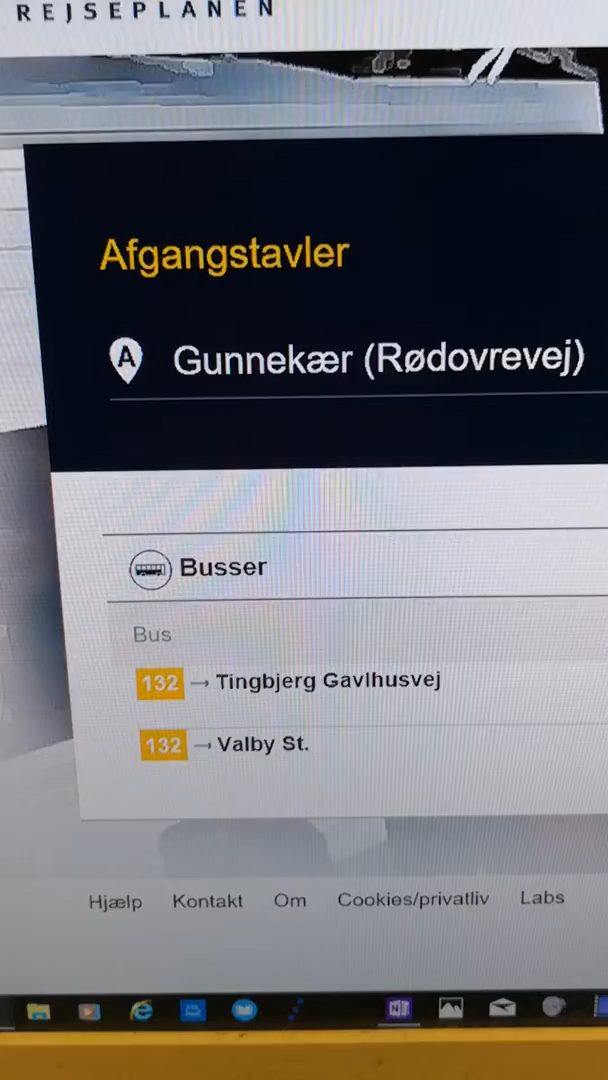 REJSEPLANEN
Afgangstavler
A Gunnekær (Rødovrevej)
Busser
Bus
132 → Tingbjerg Gavlhusvej
132 → Valby St.
Hjælp Kontakt Om Cookies/privatliv Labs